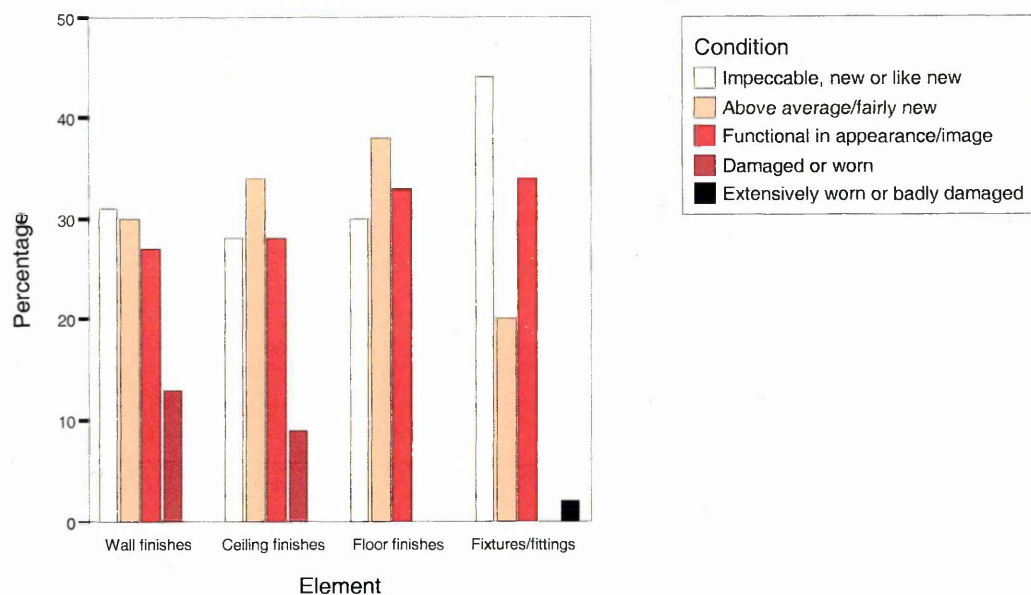 50
40
30
20
10
0
Percentage
Wall finishes
Ceiling finishes
Floor finishes
Fixtures/fittings
Element
Condition
Impeccable, new or like new
Above average/fairly new
Functional in appearance/image
Damaged or worn
Extensively worn or badly damaged